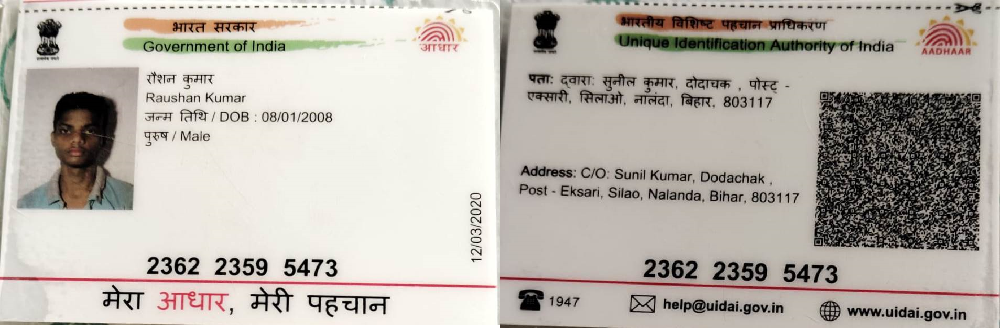 भारत सरकार
Government of India
आधार
रौशन कुमार
Raushan Kumar
जन्म तिथि / DOB : 08/01/2008
पुरुष / Male
12/03/2020
2362 2359 5473
मेरा आधार, मेरी पहचान
भारतीय विशिष्ट पहचान प्राधिकरण
Unique Identification Authority of India
AADHAAR
पता: द्वारा: सुनील कुमार, दोदाचक , पोस्ट -
एक्सारी, सिलाओ, नालंदा, बिहार, 803117
Address: C/O: Sunil Kumar, Dodachak ,
Post - Eksari, Silao, Nalanda, Bihar, 803117
2362 2359 5473
1947
help@uidai.gov.in
www.uidai.gov.in